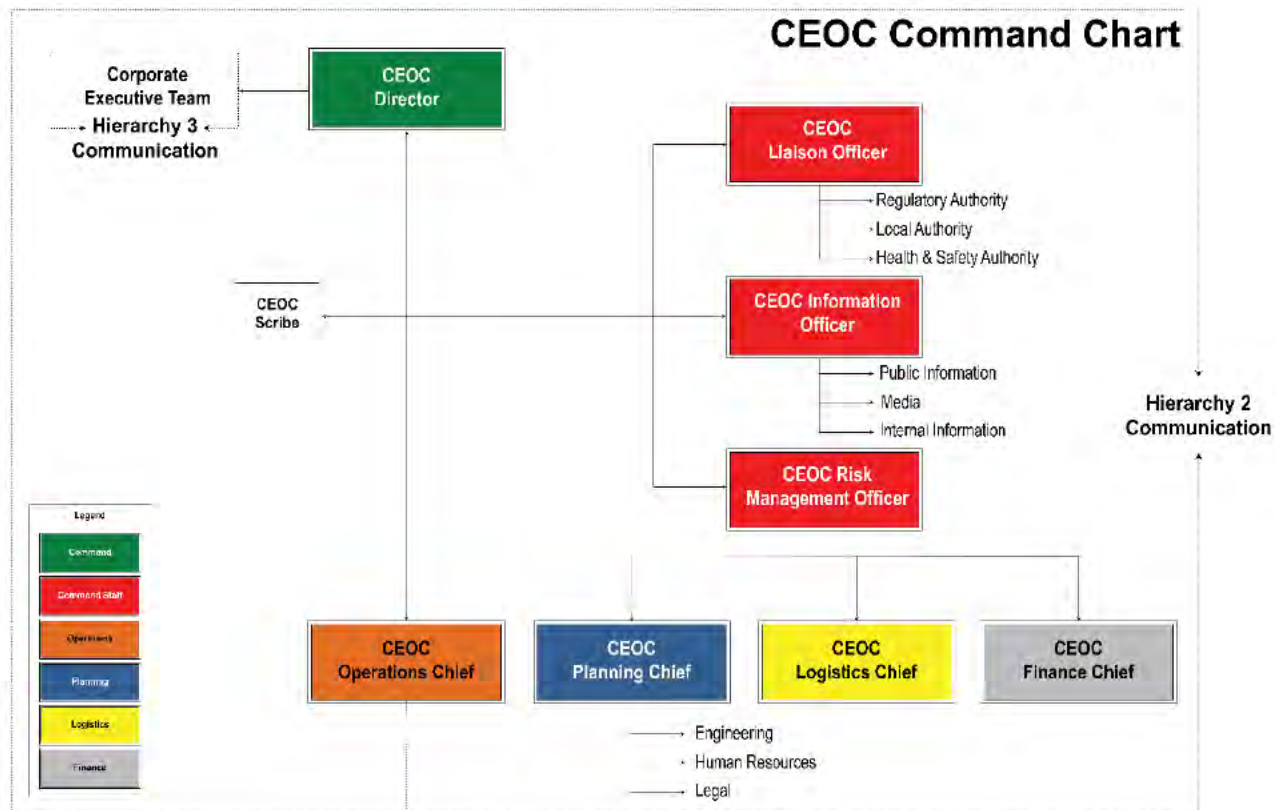 CEOC Command Chart
Corporate
Executive Team
Hierarchy 3
Communication
CEOC
Director
CEOC
Liaison Officer
Regulatory Authority
Local Authority
Health & Safety Authority
CEOC
Scribe
CEOC Information
Officer
Public Information
Media
Internal Information
Hierarchy 2
Communication
CEOC Risk
Management Officer
Legend
Command
Command Staff
Operations
Planning
Logistics
Finance
CEOC
Operations Chief
CEOC
Planning Chief
CEOC
Logistics Chief
CEOC
Finance Chief
Engineering
Human Resources
Legal